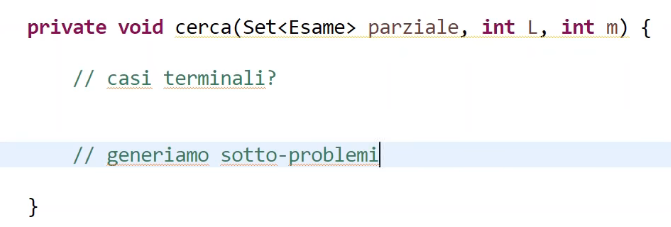 private void cerca(Set<Esame> parziale, int L, int m) {
// casi terminali?
// generiamo sotto-problemi
}